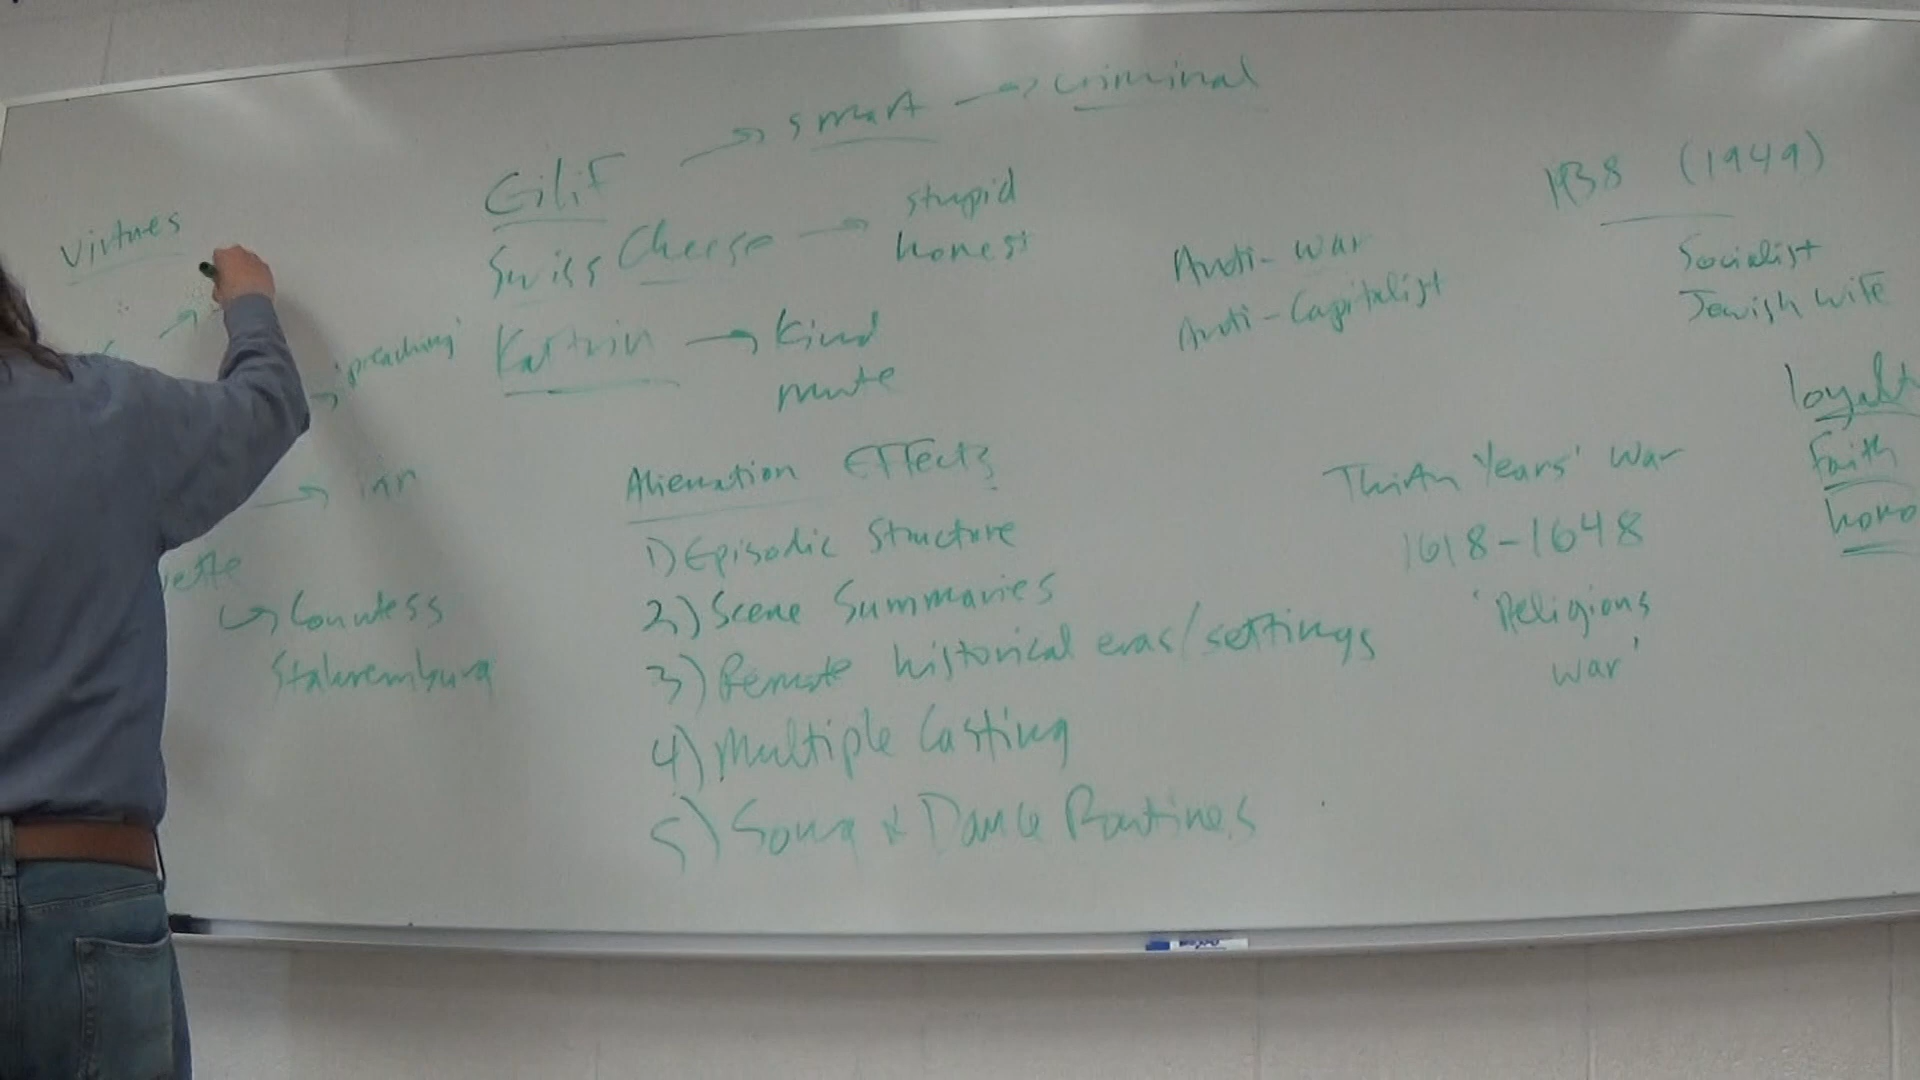 Virtues
'preaching'
Eilif → smart → criminal
Swiss Cheese → stupid
honest
Kattrin → kind
mute
Countess
Anti-war
Anti-Capitalist
1938 (1949)
Socialist
Jewish wife
loyalt
Faith
hono
Alienation Effects
1) Episodic Structure
2) Scene Summaries
3) Remote historical eras/settings
4) Multiple Casting
5) Song & Dance Routines
Thirty Years' War
1618-1648
'Religious
War'